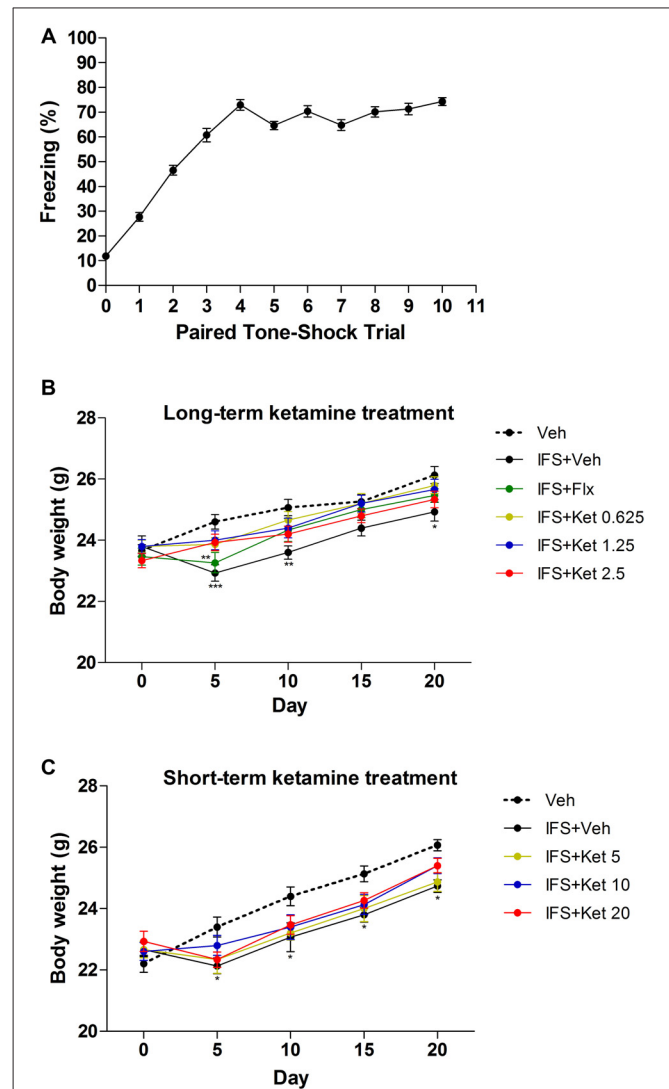 A
100
90
80
70
60
50
40
30
20
10
0
Freezing (%)
0 1 2 3 4 5 6 7 8 9 10 11
Paired Tone-Shock Trial
B
Long-term ketamine treatment
28
26
24
22
20
Body weight (g)
**
***
**
*
0 5 10 15 20
Day
Veh
IFS+Veh
IFS+Flx
IFS+Ket 0.625
IFS+Ket 1.25
IFS+Ket 2.5
C
Short-term ketamine treatment
28
26
24
22
20
Body weight (g)
*
*
*
*
0 5 10 15 20
Day
Veh
IFS+Veh
IFS+Ket 5
IFS+Ket 10
IFS+Ket 20